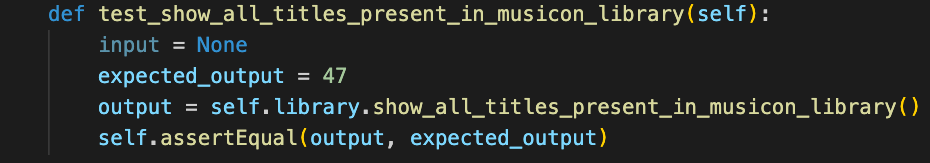 def test_show_all_titles_present_in_musicon_library(self):
    input = None
    expected_output = 47
    output = self.library.show_all_titles_present_in_musicon_library()
    self.assertEqual(output, expected_output)